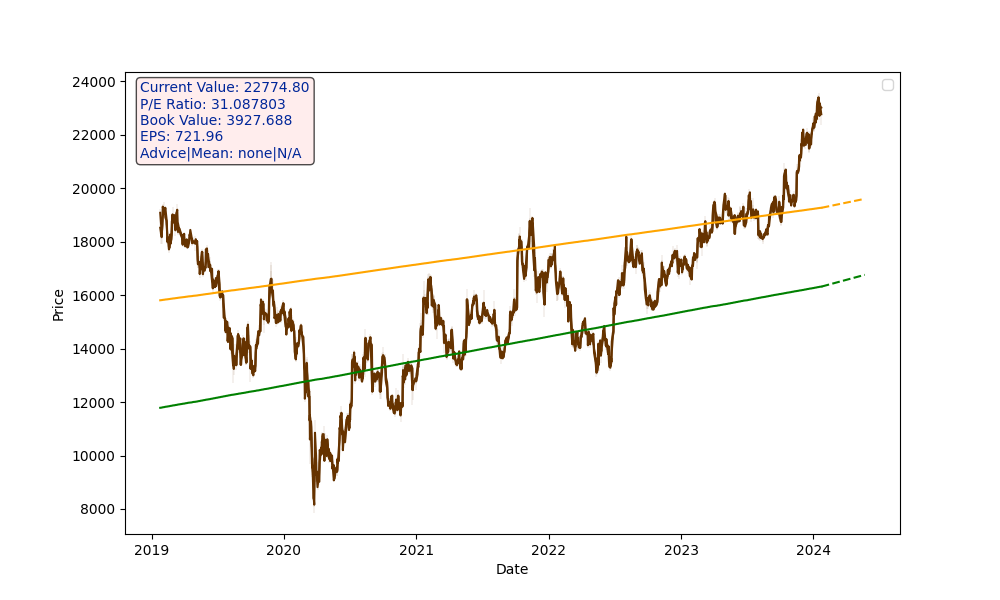 24000
22000
20000
18000
16000
14000
12000
10000
8000
Price
Current Value: 22774.80
P/E Ratio: 31.087803
Book Value: 3927.688
EPS: 721.96
Advice|Mean: none|N/A
2019 2020 2021 2022 2023 2024
Date